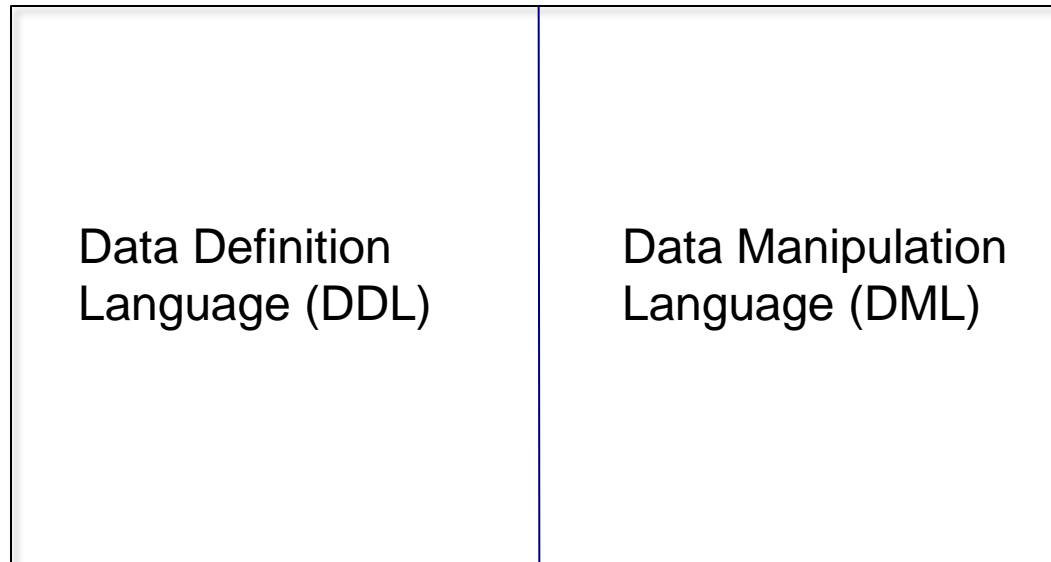 Data Definition
Language (DDL)
Data Manipulation
Language (DML)